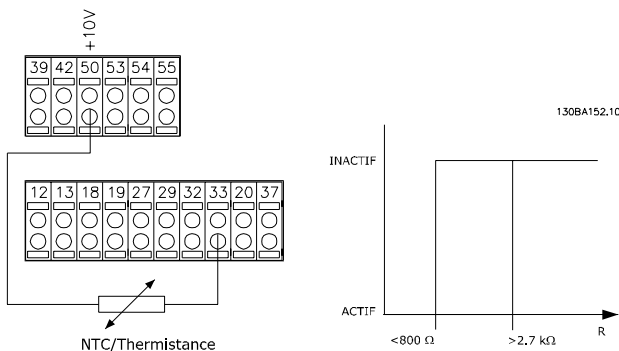 +10V
39 42 50 53 54 55
12 13 18 19 27 29 32 33 20 37
NTC/Thermistance
130BA152.10
INACTIF
ACTIF
<800 Ω >2.7 kΩ
R